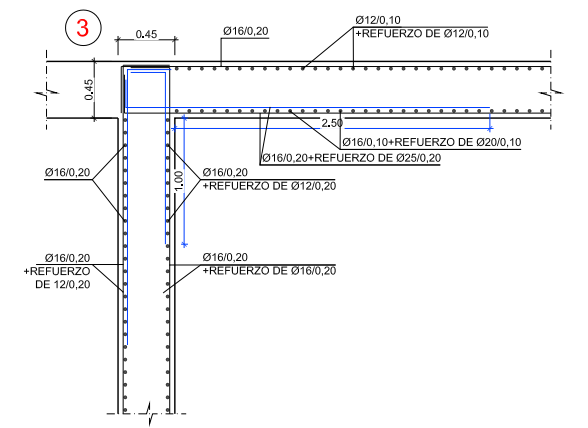 3
0.45
Ø16/0,20
Ø12/0,10
+REFUERZO DE Ø12/0,10
0.45
2.50
Ø16/0,10+REFUERZO DE Ø20/0,10
Ø16/0,20+REFUERZO DE Ø25/0,20
Ø16/0,20
Ø16/0,20
+REFUERZO DE Ø12/0,20
1.00
Ø16/0,20
+REFUERZO
DE 12/0,20
Ø16/0,20
+REFUERZO DE Ø16/0,20